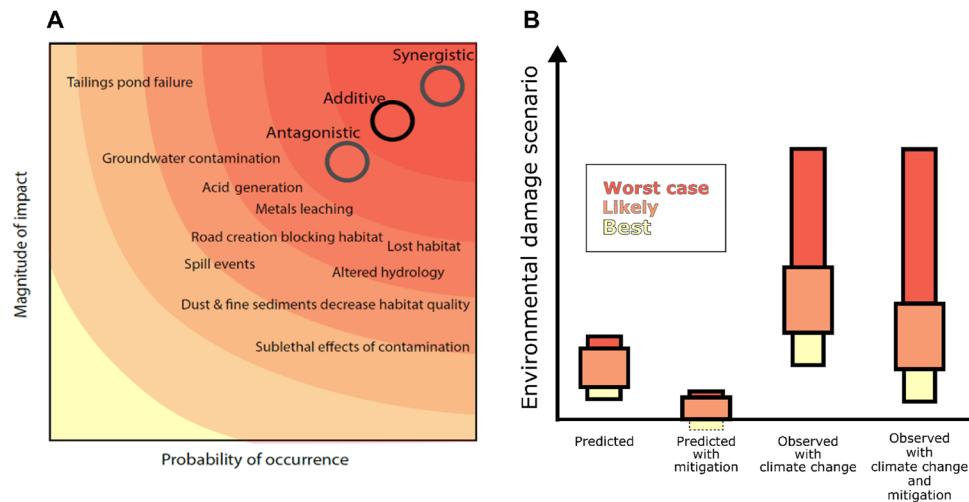 A
Synergistic
Tailings pond failure
Additive
Antagonistic
Groundwater contamination
Acid generation
Metals leaching
Road creation blocking habitat
Lost habitat
Spill events
Altered hydrology
Dust & fine sediments decrease habitat quality
Sublethal effects of contamination
Magnitude of impact
Probability of occurrence
B
Environmental damage scenario
Worst case
Likely
Best
Predicted
Predicted
with
mitigation
Observed
with
climate change
Observed
with
climate change
and
mitigation